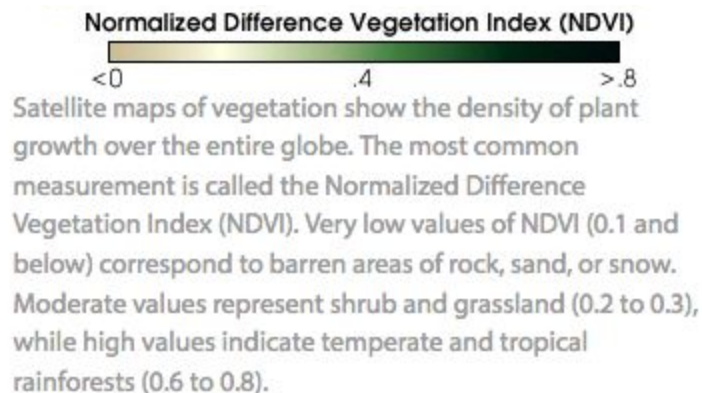 Normalized Difference Vegetation Index (NDVI)
<0 .4 >.8
Satellite maps of vegetation show the density of plant
growth over the entire globe. The most common
measurement is called the Normalized Difference
Vegetation Index (NDVI). Very low values of NDVI (0.1 and
below) correspond to barren areas of rock, sand, or snow.
Moderate values represent shrub and grassland (0.2 to 0.3),
while high values indicate temperate and tropical
rainforests (0.6 to 0.8).